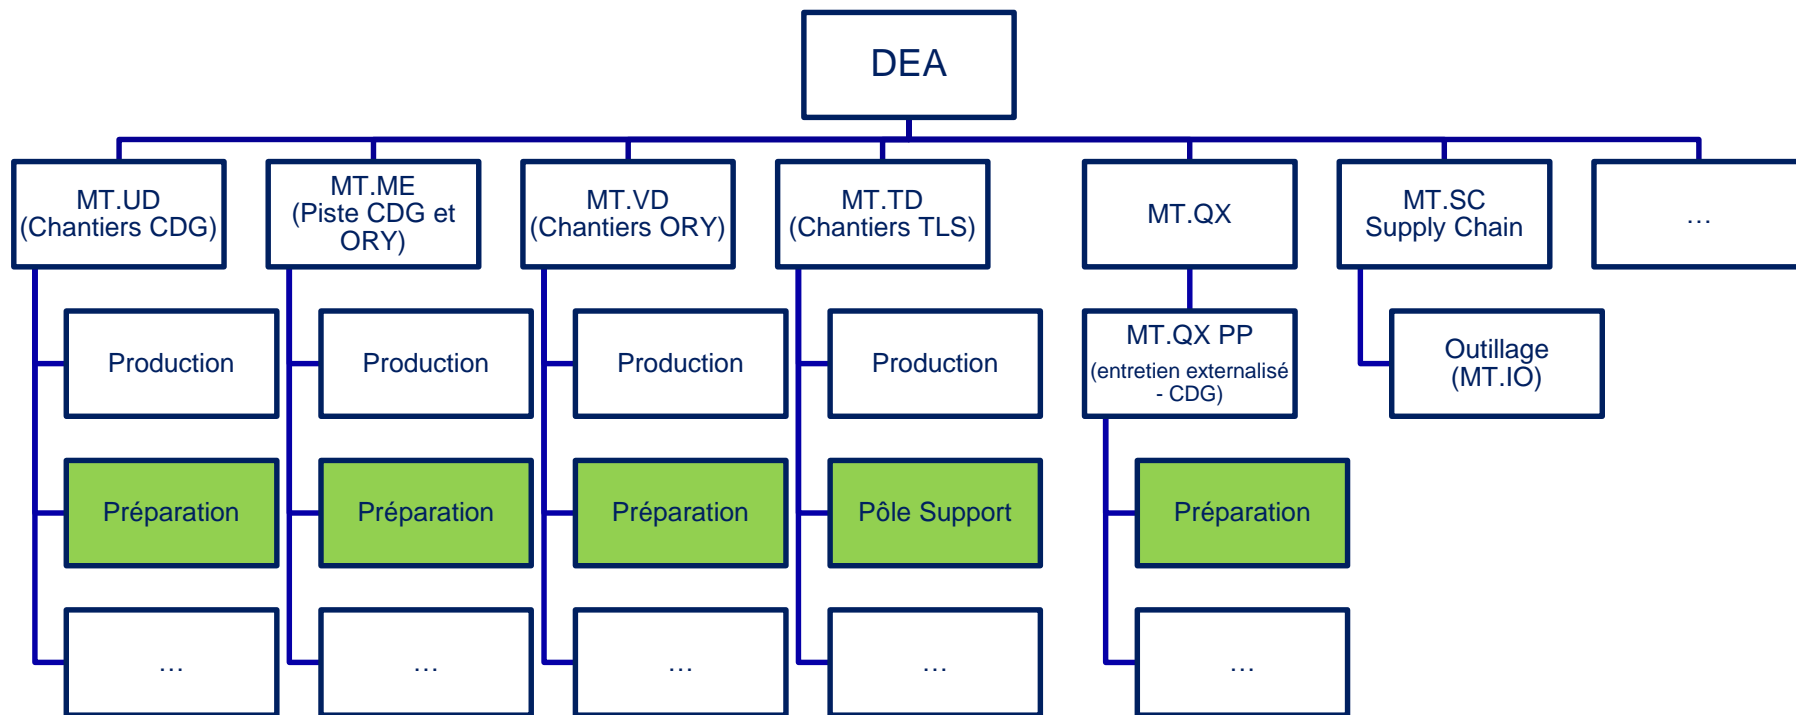 DEA
MT.UD
(Chantiers CDG)
MT.ME
(Piste CDG et
ORY)
MT.VD
(Chantiers ORY)
MT.TD
(Chantiers TLS)
MT.QX
MT.SC
Supply Chain
…
Production
Production
Production
Production
MT.QX PP
(entretien externalisé
- CDG)
Outillage
(MT.IO)
Préparation
Préparation
Préparation
Pôle Support
Préparation
…
…
…
…
…